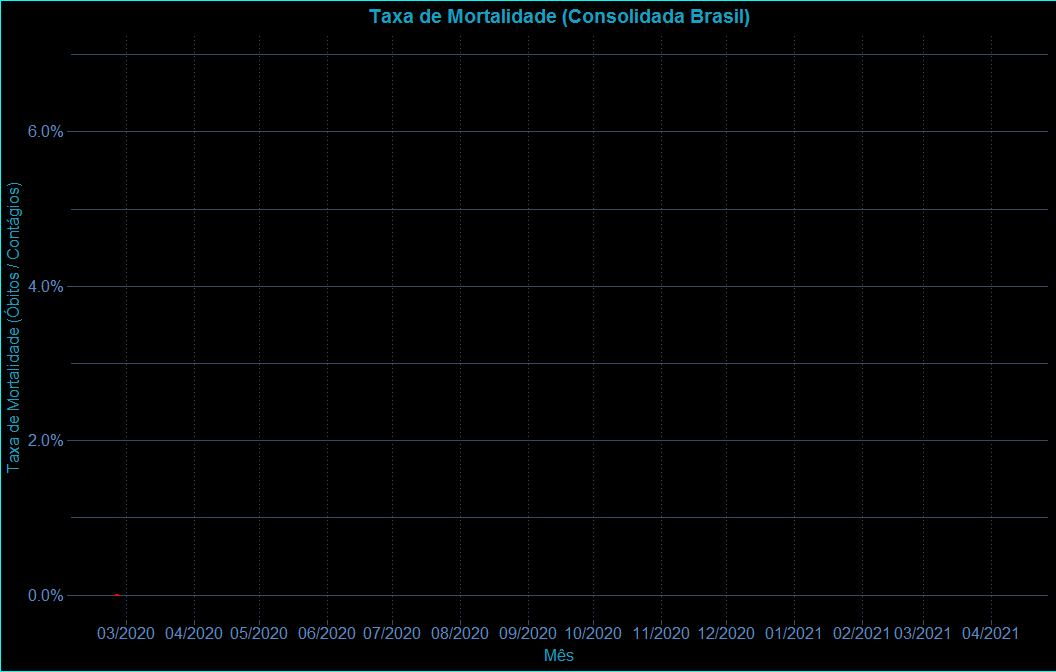 Taxa de Mortalidade (Consolidada Brasil)
Taxa de Mortalidade (Óbitos / Contágios)
6.0%
4.0%
2.0%
0.0%
03/2020 04/2020 05/2020 06/2020 07/2020 08/2020 09/2020 10/2020 11/2020 12/2020 01/2021 02/2021 03/2021 04/2021
Mês